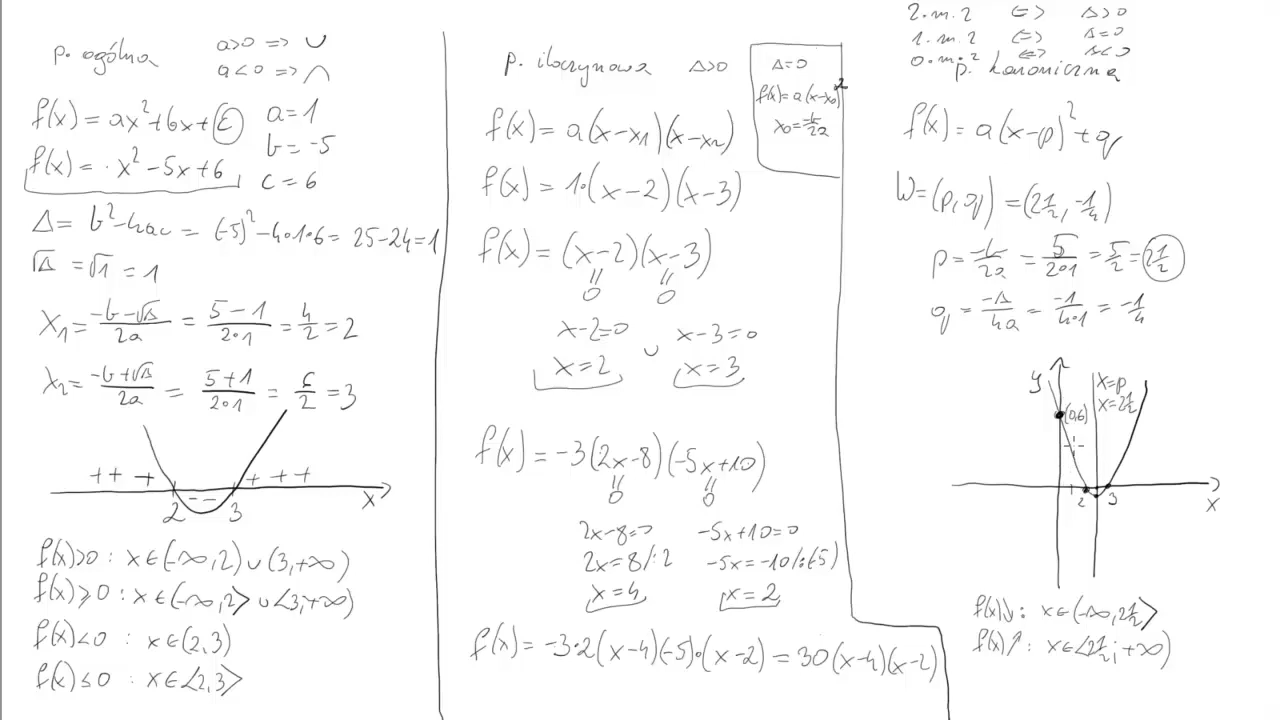 p. ogólna
a>0 => ∪
a<0 => ∩
f(x) = ax²+bx+c
a=1
b=-5
f(x) = x²-5x+6
c=6
Δ= b²-4ac = (-5)²-4·1·6 = 25-24=1
√Δ =√1 = 1
x₁= (-b-√Δ)/2a = (5-1)/(2·1) = 4/2 = 2
x₂= (-b+√Δ)/2a = (5+1)/(2·1) = 6/2 = 3
+ + + -- + + +
2 3 x
f(x)>0 : x∈(-∞,2)∪(3,+∞)
f(x)⩾0 : x∈(-∞,2>∪<3,+∞)
f(x)<0 : x∈(2,3)
f(x)≤0 : x∈<2,3>
p. iloczynowa Δ>0
Δ=0
f(x)=a(x-x₀)²
x₀=-b/2a
f(x) = a(x-x₁)(x-x₂)
f(x) = 1·(x-2)(x-3)
f(x) = (x-2)(x-3)
=0 =0
x-2=0 ∪ x-3=0
x=2 x=3
f(x) = -3(2x-8)(-5x+10)
=0 =0
2x-8=0 -5x+10=0
2x=8/:2 -5x=-10/:(-5)
x=4 x=2
f(x) = -3·2(x-4)(-5)·(x-2) = 30(x-4)(x-2)
2.m.z <=> Δ>0
1.m.z <=> Δ=0
0.m.z <=> Δ<0
p. kanoniczna
f(x) = a(x-p)²+q
W=(p,q) = (2½,-¼)
p= -b/2a = 5/(2·1) = 5/2 = 2½
q= -Δ/4a = -1/(4·1) = -¼
y
x=p
x=2½
(0,6)
1 2 3 x
f(x)↓ : x∈(-∞,2½>
f(x)↗ : x∈<2½;+∞)